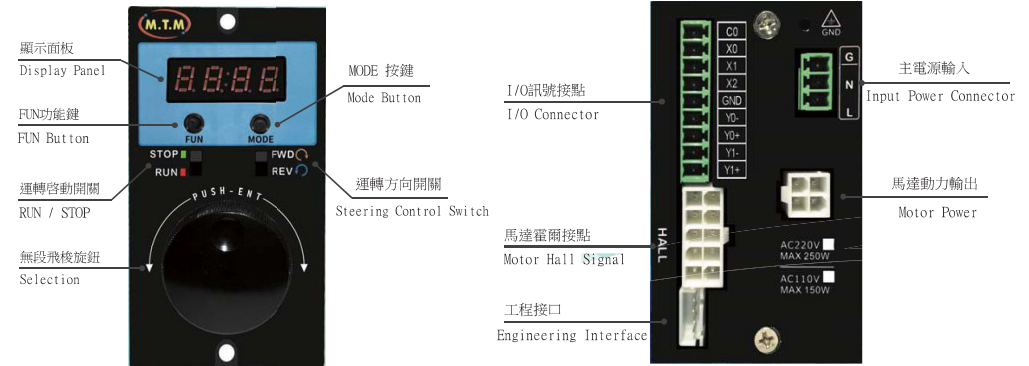 M.T.M
顯示面板
Display Panel
FUN功能鍵
FUN Button
MODE 按鍵
Mode Button
FUN
MODE
STOP
RUN
FWD
REV
運轉啓動開關
RUN / STOP
運轉方向開關
Steering Control Switch
PUSH-ENT
無段飛梭旋鈕
Selection
C0
X0
X1
X2
GND
Y0-
Y0+
Y1-
Y1+
GND
G
N
L
主電源輸入
Input Power Connector
I/O訊號接點
I/O Connector
馬達動力輸出
Motor Power
HALL
馬達霍爾接點
Motor Hall Signal
AC220V
MAX 250W
AC110V
MAX 150W
工程接口
Engineering Interface